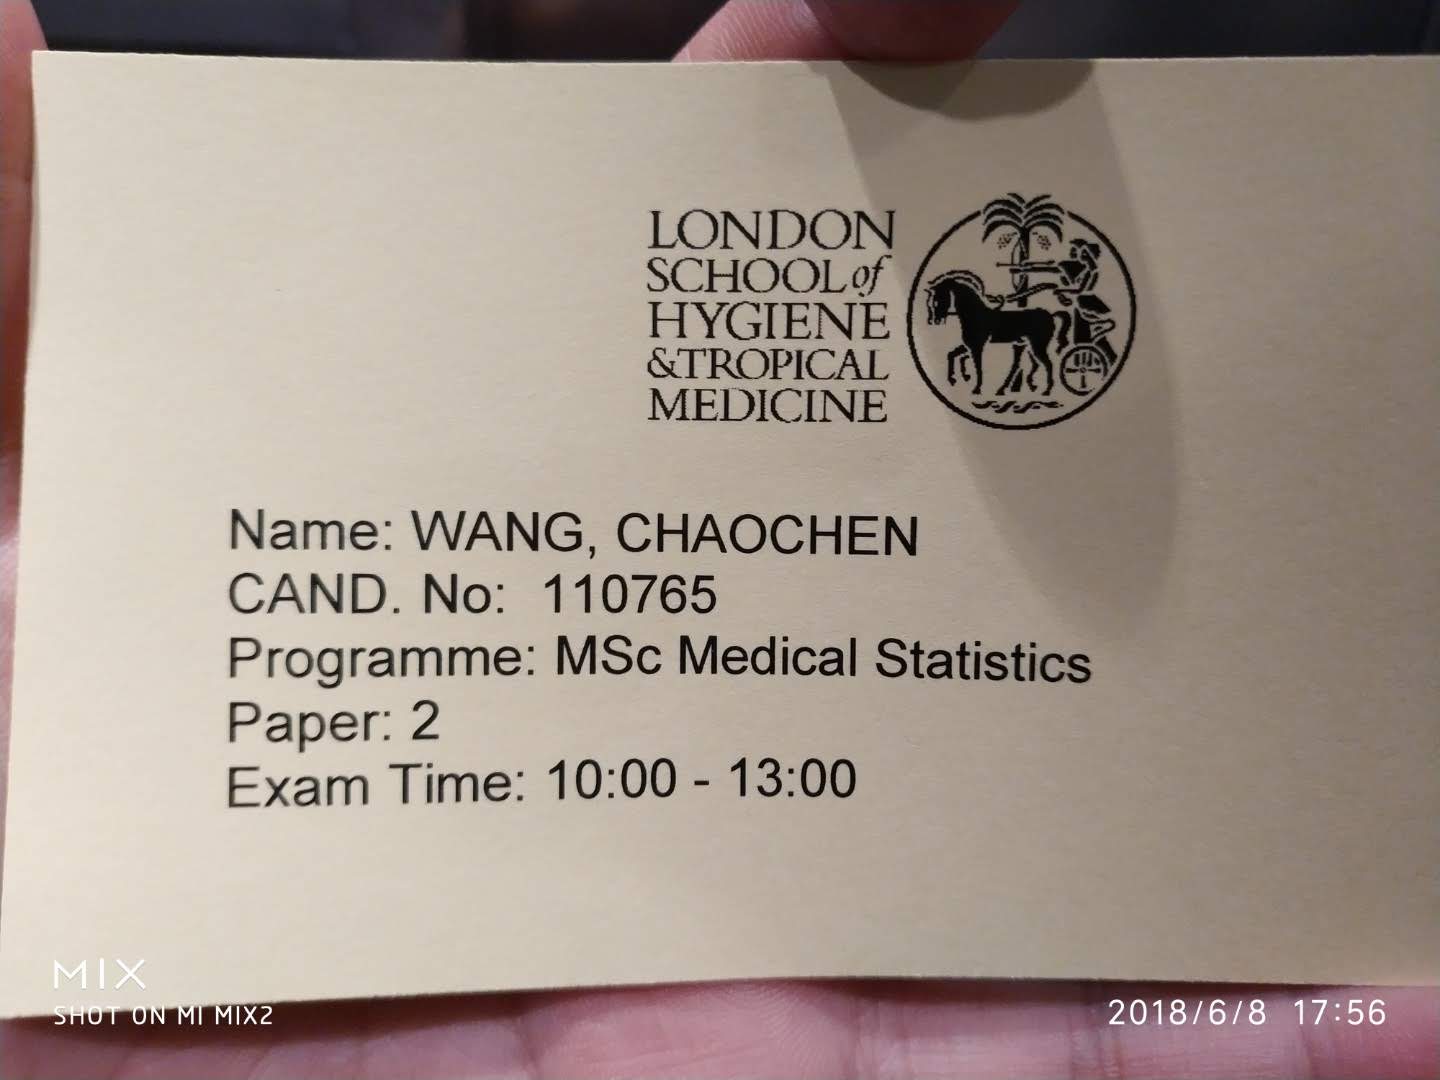 LONDON
SCHOOL of
HYGIENE
&TROPICAL
MEDICINE
Name: WANG, CHAOCHEN
CAND. No: 110765
Programme: MSc Medical Statistics
Paper: 2
Exam Time: 10:00 - 13:00
MIX
SHOT ON MI MIX2
2018/6/8 17:56